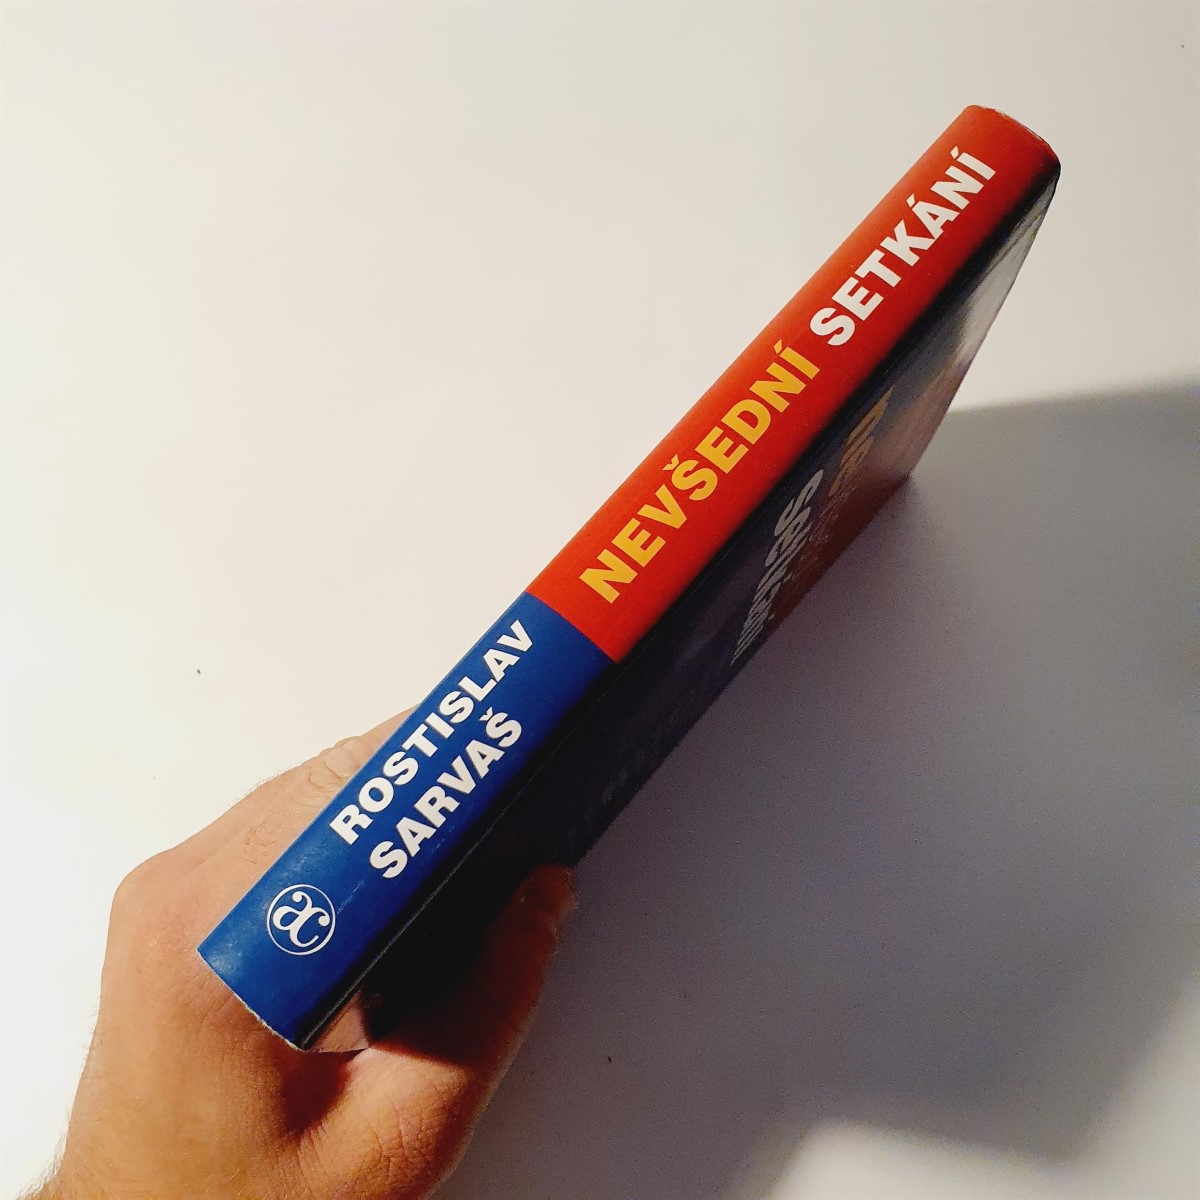 NEVŠEDNÍ SETKÁNÍ
ROSTISLAV
SARVAŠ
ac